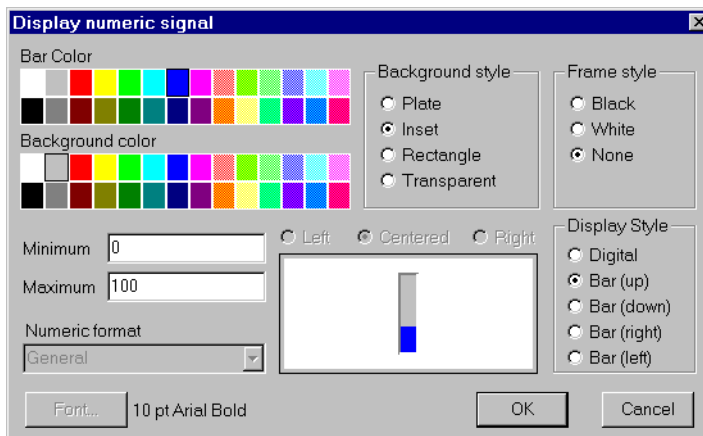 Display numeric signal
Bar Color
Background color
Background style
Plate
Inset
Rectangle
Transparent
Frame style
Black
White
None
Minimum 0
Maximum 100
Numeric format
General
Left Centered Right
Display Style
Digital
Bar (up)
Bar (down)
Bar (right)
Bar (left)
Font... 10 pt Arial Bold
OK Cancel